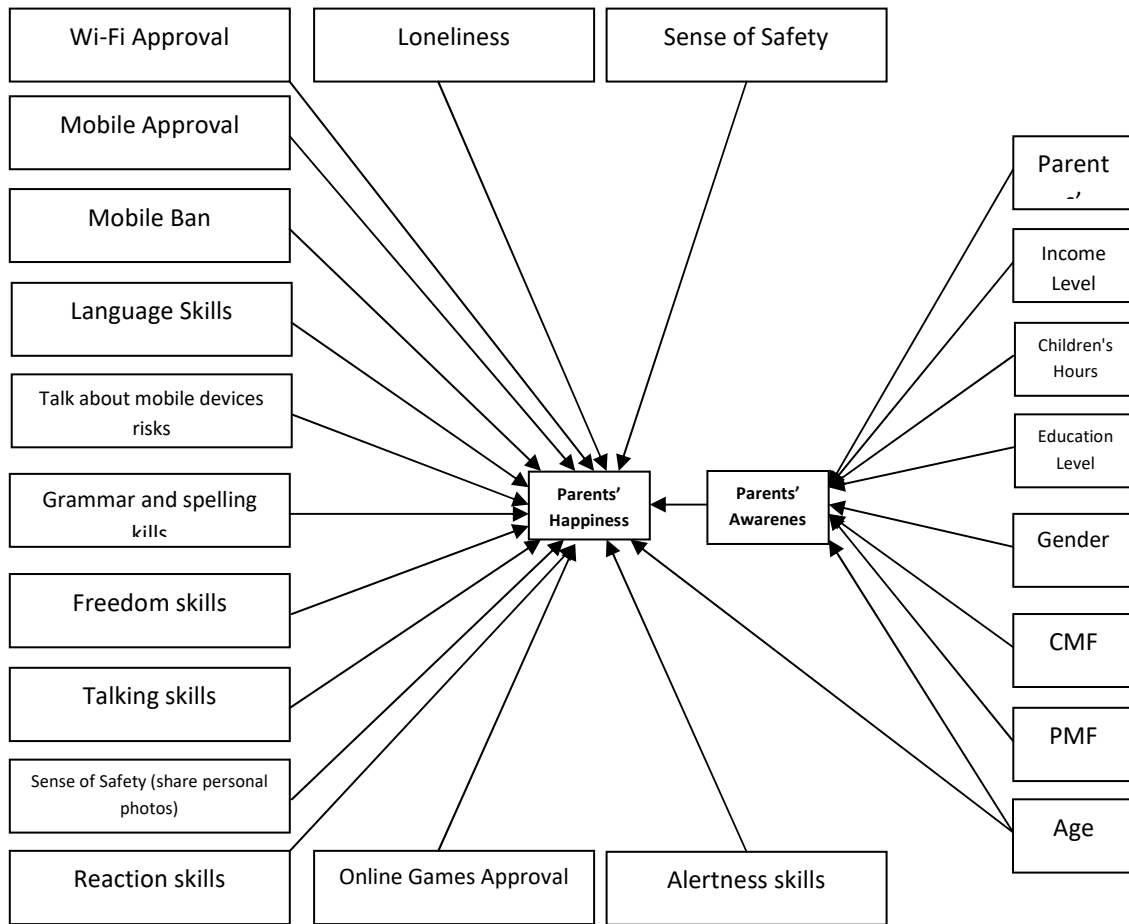 Wi-Fi Approval
Loneliness
Sense of Safety
Mobile Approval
Mobile Ban
Language Skills
Talk about mobile devices
risks
Grammar and spelling
kills
Freedom skills
Talking skills
Sense of Safety (share personal
photos)
Reaction skills
Online Games Approval
Alertness skills
Parents’
Happiness
Parents’
Awarenes
Parent
s’
Income
Level
Children's
Hours
Education
Level
Gender
CMF
PMF
Age